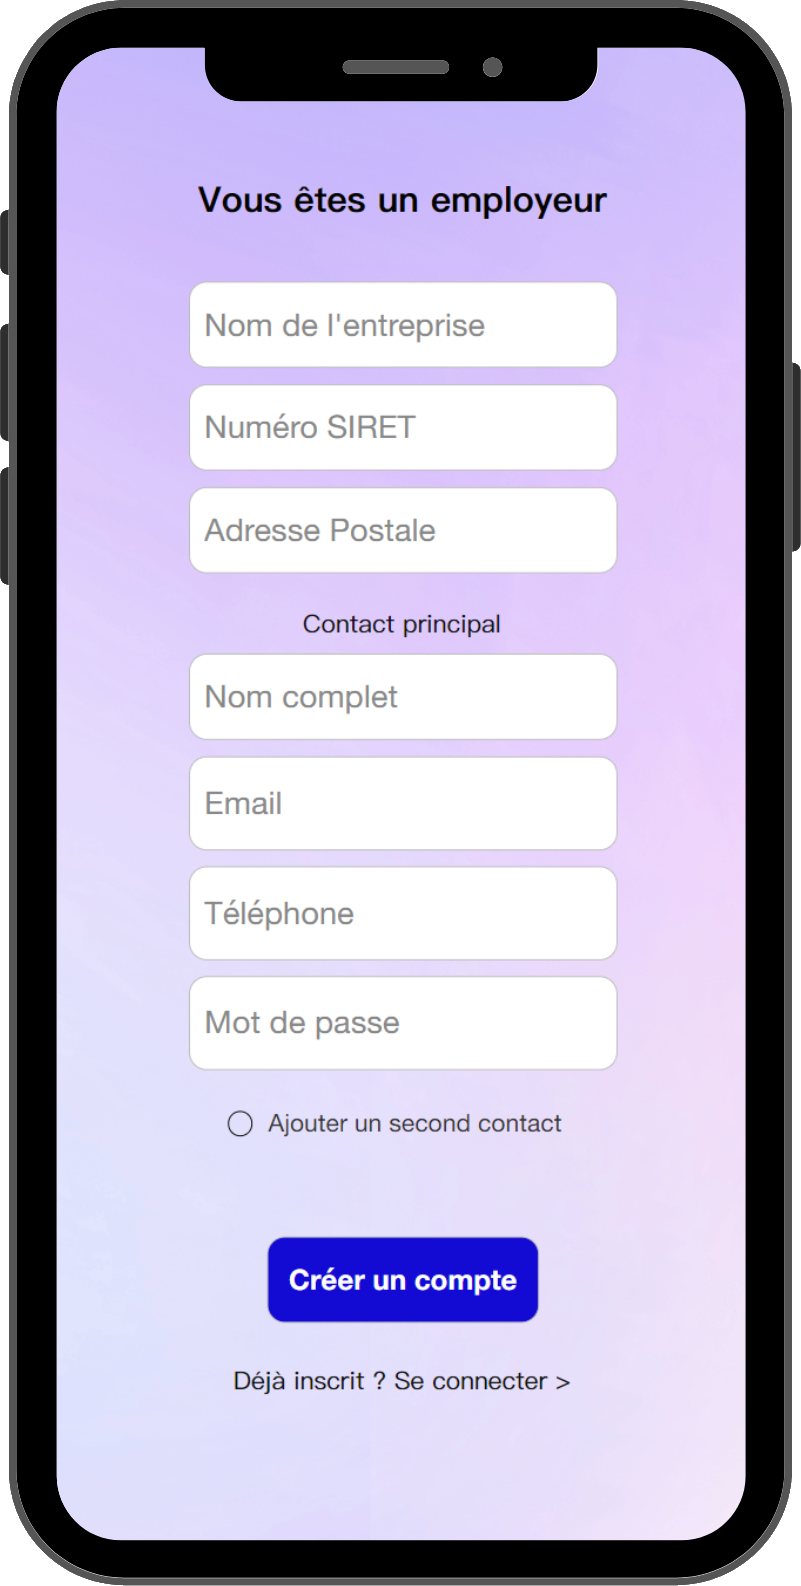 Vous êtes un employeur
Nom de l'entreprise
Numéro SIRET
Adresse Postale
Contact principal
Nom complet
Email
Téléphone
Mot de passe
Ajouter un second contact
Créer un compte
Déjà inscrit ? Se connecter >